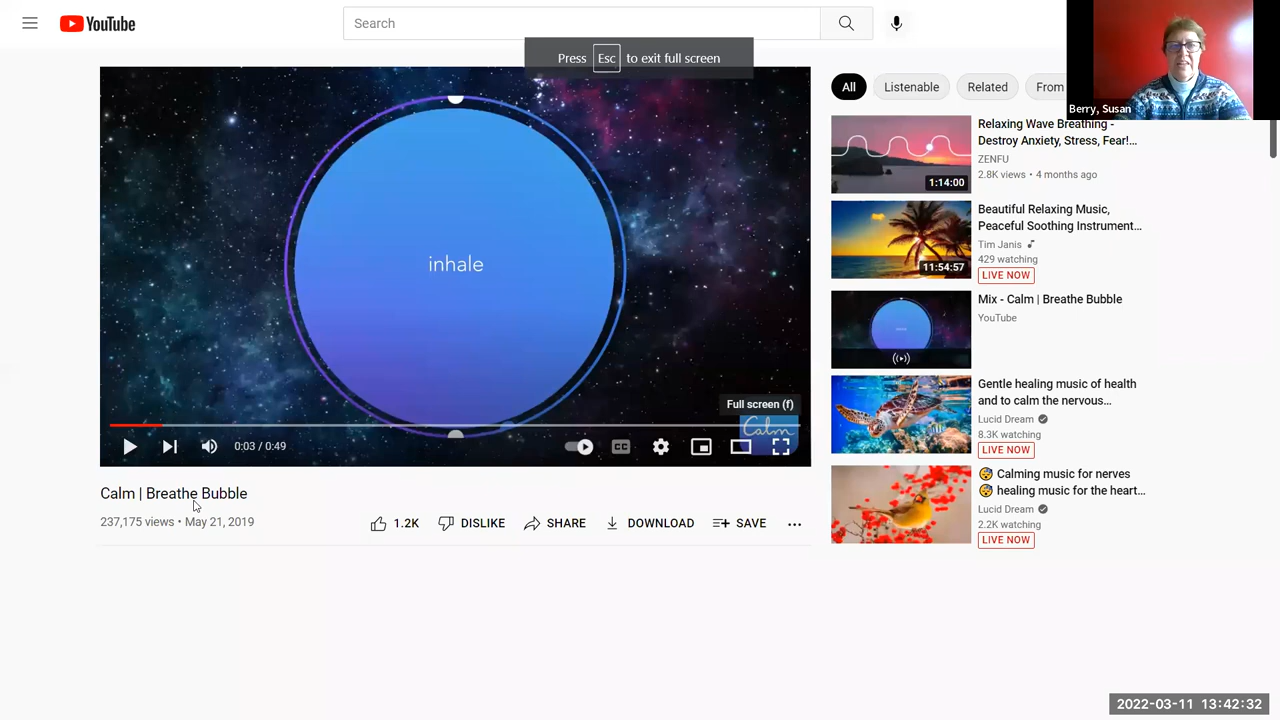 YouTube
Search
Press Esc to exit full screen
Berry, Susan
All
Listenable
Related
From
inhale
Full screen (f)
Calm
0:03 / 0:49
CC
Calm | Breathe Bubble
237,175 views • May 21, 2019
1.2K
DISLIKE
SHARE
DOWNLOAD
SAVE
Relaxing Wave Breathing -
Destroy Anxiety, Stress, Fear!...
ZENFU
2.8K views • 4 months ago
1:14:00
Beautiful Relaxing Music,
Peaceful Soothing Instrument...
Tim Janis
429 watching
LIVE NOW
11:54:57
Mix - Calm | Breathe Bubble
YouTube
Gentle healing music of health
and to calm the nervous...
Lucid Dream
8.3K watching
LIVE NOW
😴 Calming music for nerves
😴 healing music for the heart...
Lucid Dream
2.2K watching
LIVE NOW
2022-03-11 13:42:32